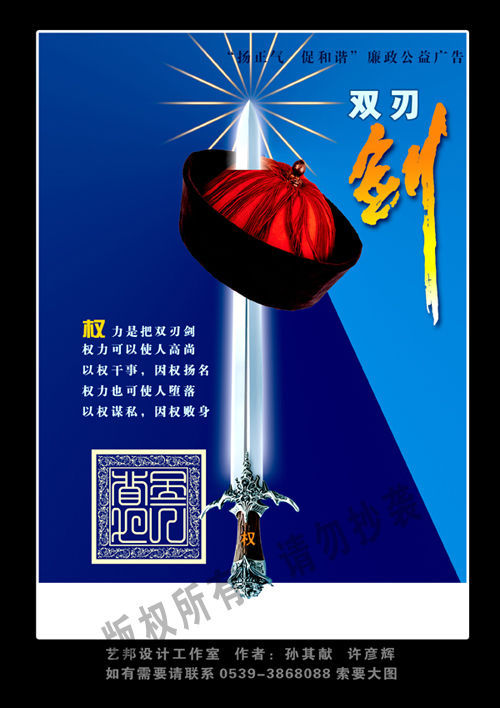 “扬正气 促和谐”廉政公益广告
双刃
剑
权力是把双刃剑
权力可以使人高尚
以权干事，因权扬名
权力也可使人堕落
以权谋私，因权败身
权
版权所有 请勿抄袭
艺邦设计工作室 作者：孙其献 许彦辉
如有需要请联系 0539-3868088 索要大图